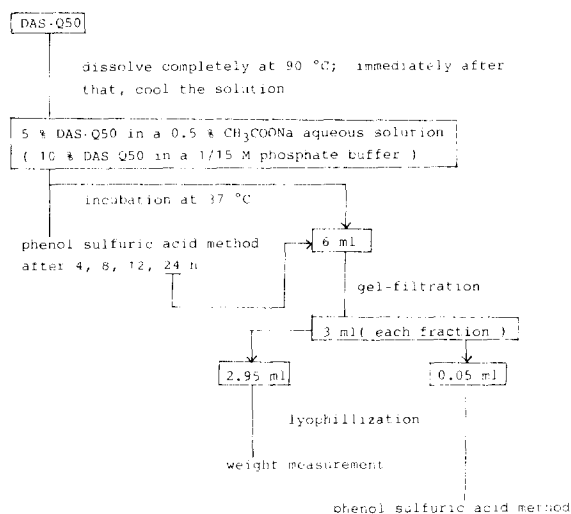 DAS·Q50
dissolve completely at 90 °C; immediately after
that, cool the solution
5 % DAS·Q50 in a 0.5 % CH₃COONa aqueous solution
( 10 % DAS Q50 in a 1/15 M phosphate buffer )
incubation at 37 °C
phenol sulfuric acid method
after 4, 8, 12, 24 h
6 ml
gel-filtration
3 ml( each fraction )
2.95 ml
0.05 ml
lyophillization
weight measurement
phenol sulfuric acid method